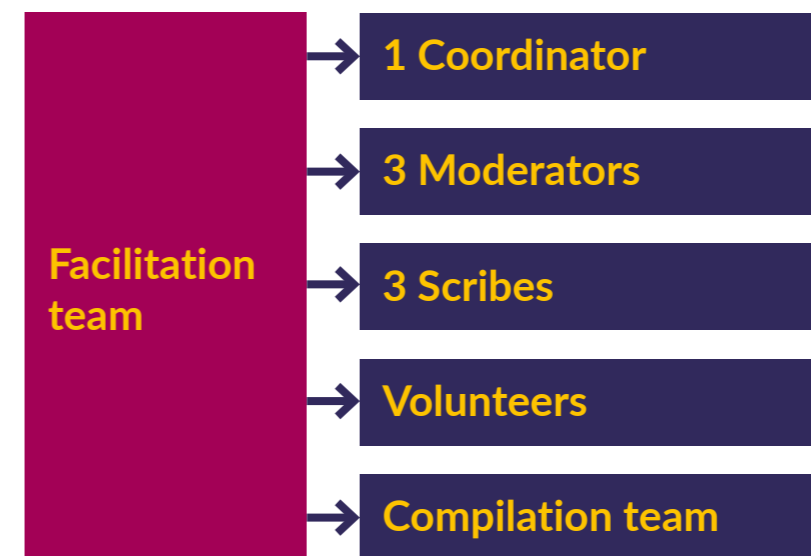 Facilitation
team
1 Coordinator
3 Moderators
3 Scribes
Volunteers
Compilation team